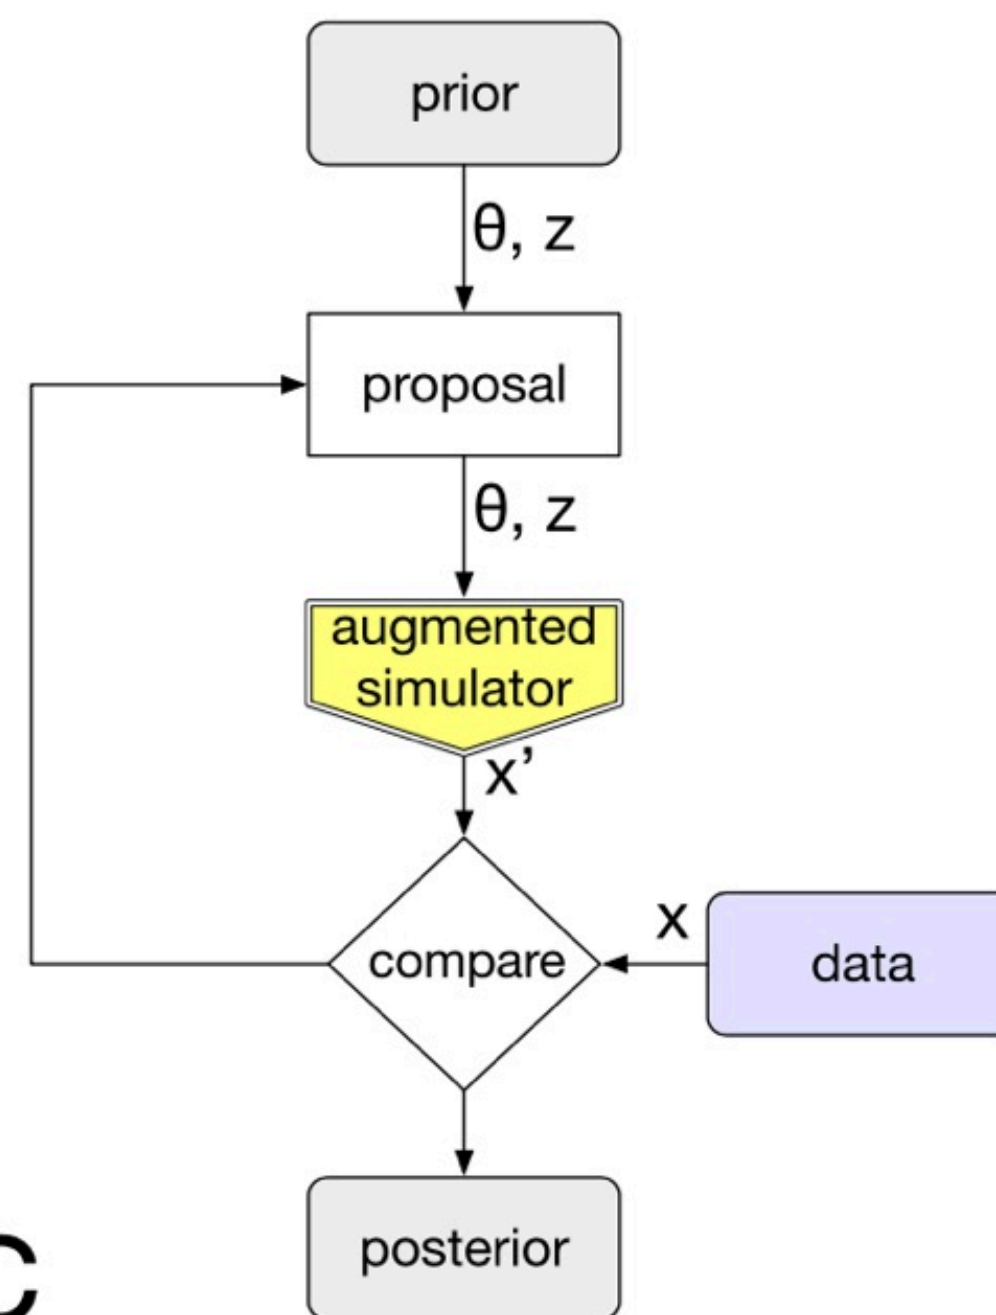 prior
θ, z
proposal
θ, z
augmented
simulator
x’
x
compare
data
posterior
C